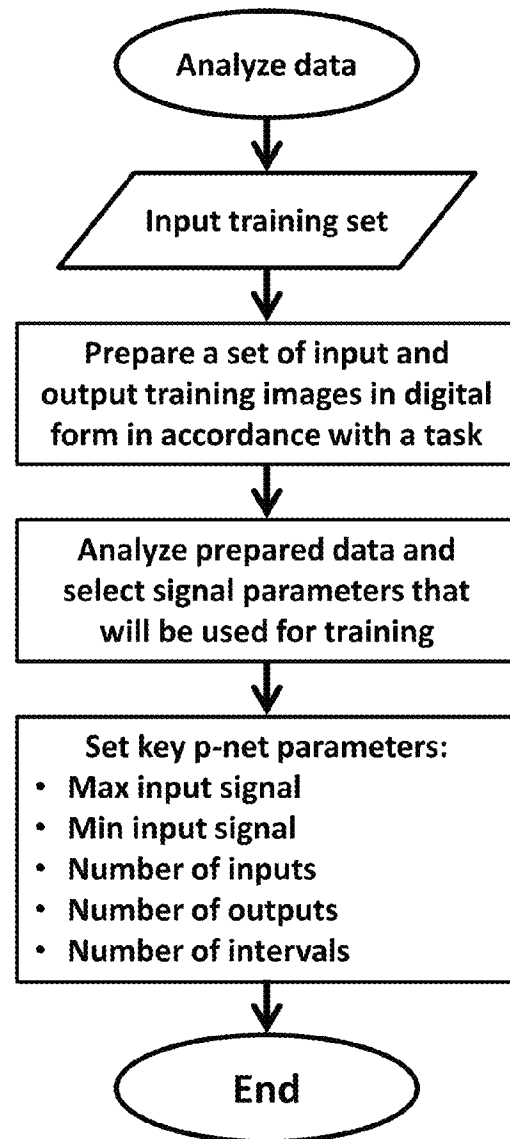 Analyze data
Input training set
Prepare a set of input and
output training images in digital
form in accordance with a task
Analyze prepared data and
select signal parameters that
will be used for training
Set key p-net parameters:
• Max input signal
• Min input signal
• Number of inputs
• Number of outputs
• Number of intervals
End